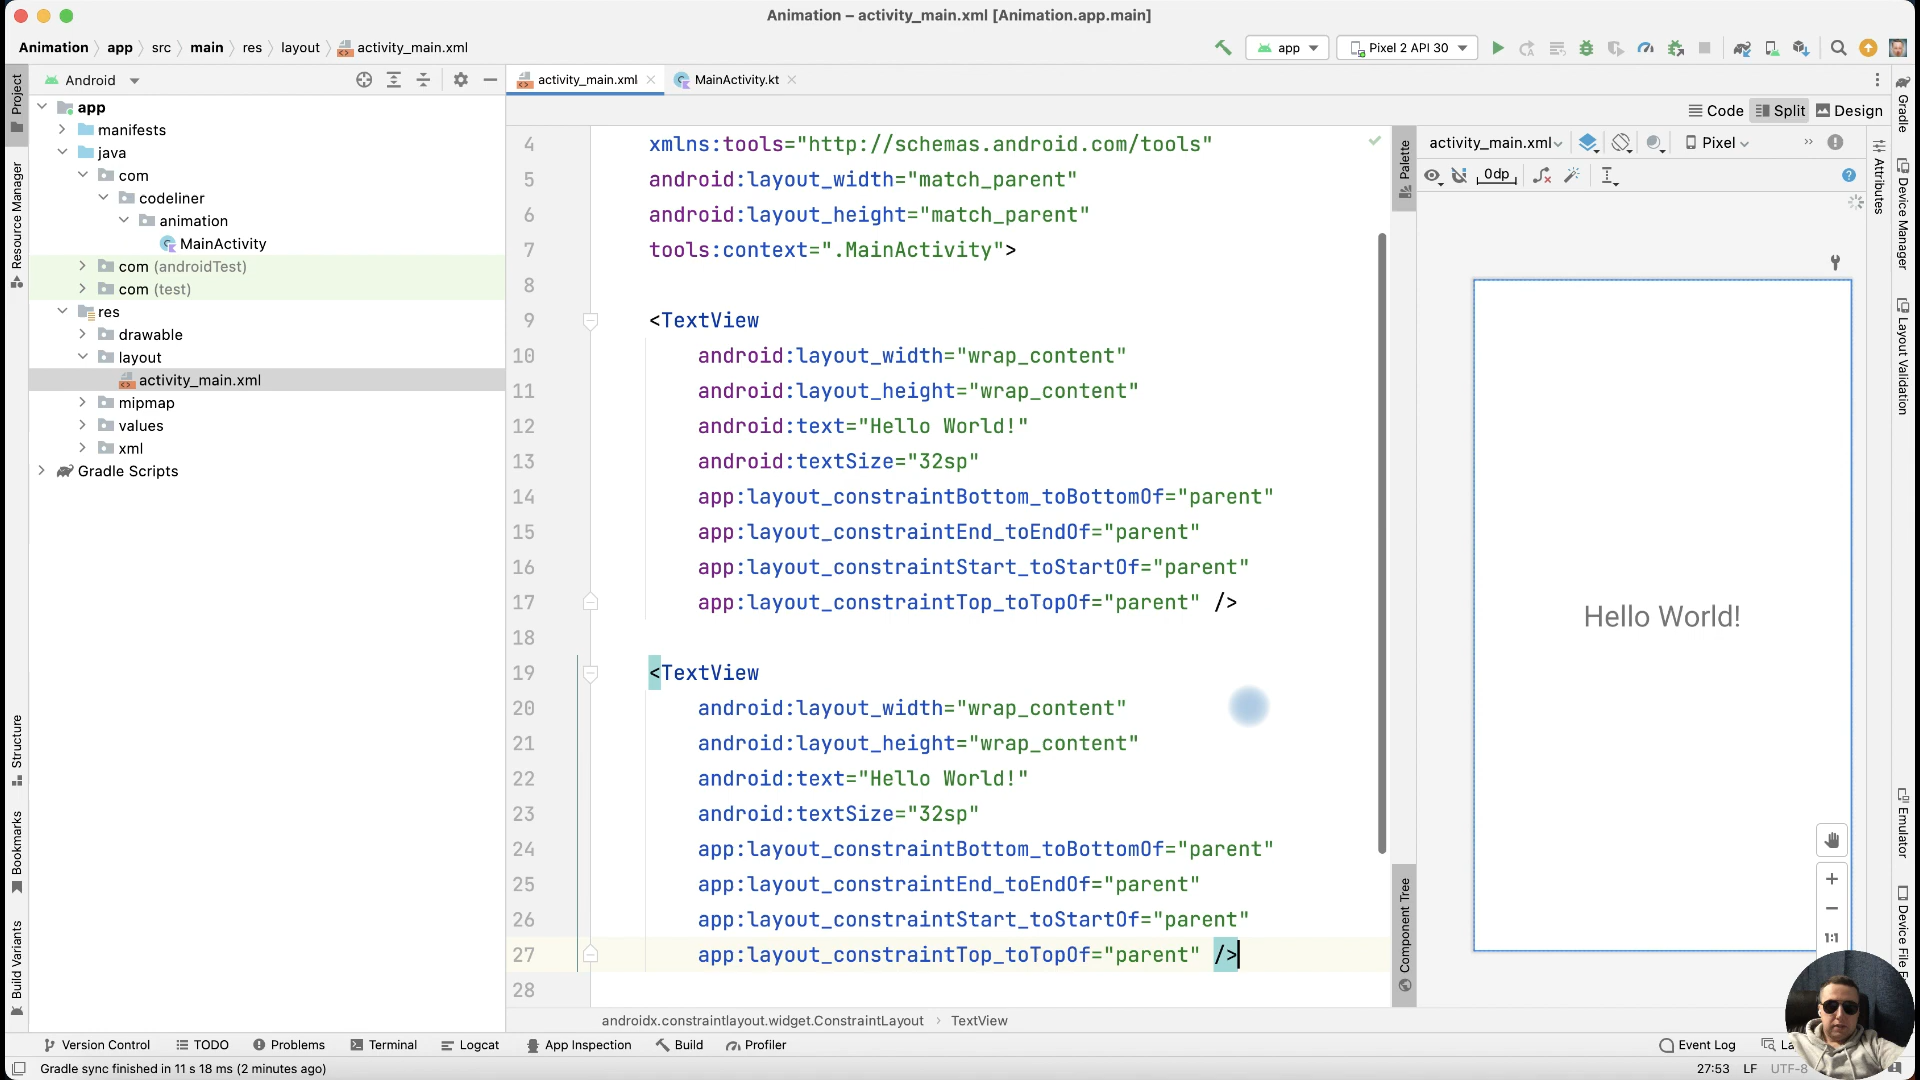 Animation – activity_main.xml [Animation.app.main]
Animation app src main res layout activity_main.xml
app Pixel 2 API 30
Project
Android
activity_main.xml MainActivity.kt
Code Split Design
app
manifests
java
com
codeliner
animation
MainActivity
com (androidTest)
com (test)
res
drawable
layout
activity_main.xml
mipmap
values
xml
Gradle Scripts
Resource Manager
Structure
Bookmarks
Build Variants
4 xmlns:tools="http://schemas.android.com/tools"
5 android:layout_width="match_parent"
6 android:layout_height="match_parent"
7 tools:context=".MainActivity">
8
9 <TextView
10 android:layout_width="wrap_content"
11 android:layout_height="wrap_content"
12 android:text="Hello World!"
13 android:textSize="32sp"
14 app:layout_constraintBottom_toBottomOf="parent"
15 app:layout_constraintEnd_toEndOf="parent"
16 app:layout_constraintStart_toStartOf="parent"
17 app:layout_constraintTop_toTopOf="parent" />
18
19 <TextView
20 android:layout_width="wrap_content"
21 android:layout_height="wrap_content"
22 android:text="Hello World!"
23 android:textSize="32sp"
24 app:layout_constraintBottom_toBottomOf="parent"
25 app:layout_constraintEnd_toEndOf="parent"
26 app:layout_constraintStart_toStartOf="parent"
27 app:layout_constraintTop_toTopOf="parent" />
28
androidx.constraintlayout.widget.ConstraintLayout TextView
Palette
Component Tree
activity_main.xml Pixel
0dp
Hello World!
1:1
Attributes
Gradle
Device Manager
Layout Validation
Emulator
Device File
Version Control TODO Problems Terminal Logcat App Inspection Build Profiler Event Log La
Gradle sync finished in 11 s 18 ms (2 minutes ago) 27:53 LF UTF-8